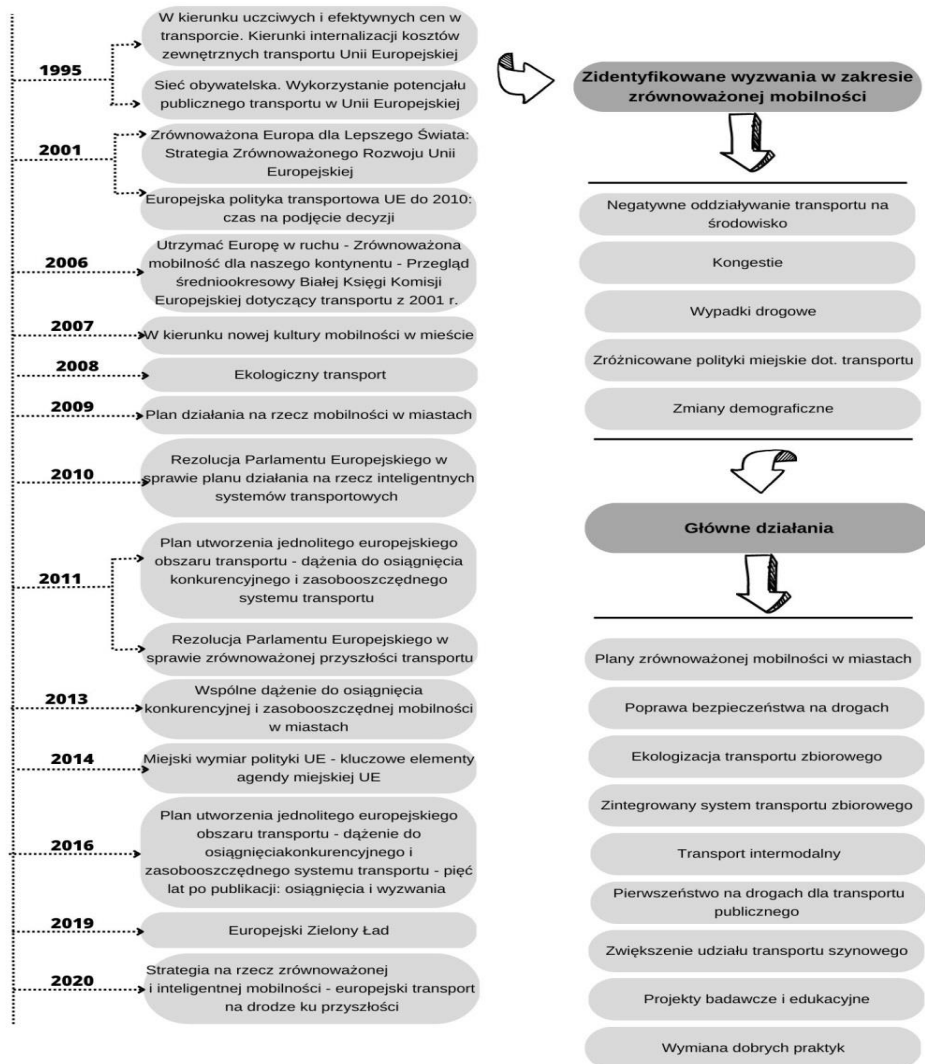 1995
W kierunku uczciwych i efektywnych cen w
transporcie. Kierunki internalizacji kosztów
zewnętrznych transportu Unii Europejskiej
Sieć obywatelska. Wykorzystanie potencjału
publicznego transportu w Unii Europejskiej
2001
Zrównoważona Europa dla Lepszego Świata:
Strategia Zrównoważonego Rozwoju Unii
Europejskiej
Europejska polityka transportowa UE do 2010:
czas na podjęcie decyzji
2006
Utrzymać Europę w ruchu - Zrównoważona
mobilność dla naszego kontynentu - Przegląd
średniookresowy Białej Księgi Komisji
Europejskiej dotyczący transportu z 2001 r.
2007
W kierunku nowej kultury mobilności w mieście
2008
Ekologiczny transport
2009
Plan działania na rzecz mobilności w miastach
2010
Rezolucja Parlamentu Europejskiego w
sprawie planu działania na rzecz inteligentnych
systemów transportowych
2011
Plan utworzenia jednolitego europejskiego
obszaru transportu - dążenia do osiągnięcia
konkurencyjnego i zasobooszczędnego
systemu transportu
Rezolucja Parlamentu Europejskiego w
sprawie zrównoważonej przyszłości transportu
2013
Wspólne dążenie do osiągnięcia
konkurencyjnej i zasobooszczędnej mobilności
w miastach
2014
Miejski wymiar polityki UE - kluczowe elementy
agendy miejskiej UE
2016
Plan utworzenia jednolitego europejskiego
obszaru transportu - dążenie do
osiągnięciakonkurencyjnego i
zasobooszczędnego systemu transportu - pięć
lat po publikacji: osiągnięcia i wyzwania
2019
Europejski Zielony Ład
2020
Strategia na rzecz zrównoważonej
i inteligentnej mobilności - europejski transport
na drodze ku przyszłości
Zidentyfikowane wyzwania w zakresie
zrównoważonej mobilności
Negatywne oddziaływanie transportu na
środowisko
Kongestie
Wypadki drogowe
Zróżnicowane polityki miejskie dot. transportu
Zmiany demograficzne
Główne działania
Plany zrównoważonej mobilności w miastach
Poprawa bezpieczeństwa na drogach
Ekologizacja transportu zbiorowego
Zintegrowany system transportu zbiorowego
Transport intermodalny
Pierwszeństwo na drogach dla transportu
publicznego
Zwiększenie udziału transportu szynowego
Projekty badawcze i edukacyjne
Wymiana dobrych praktyk